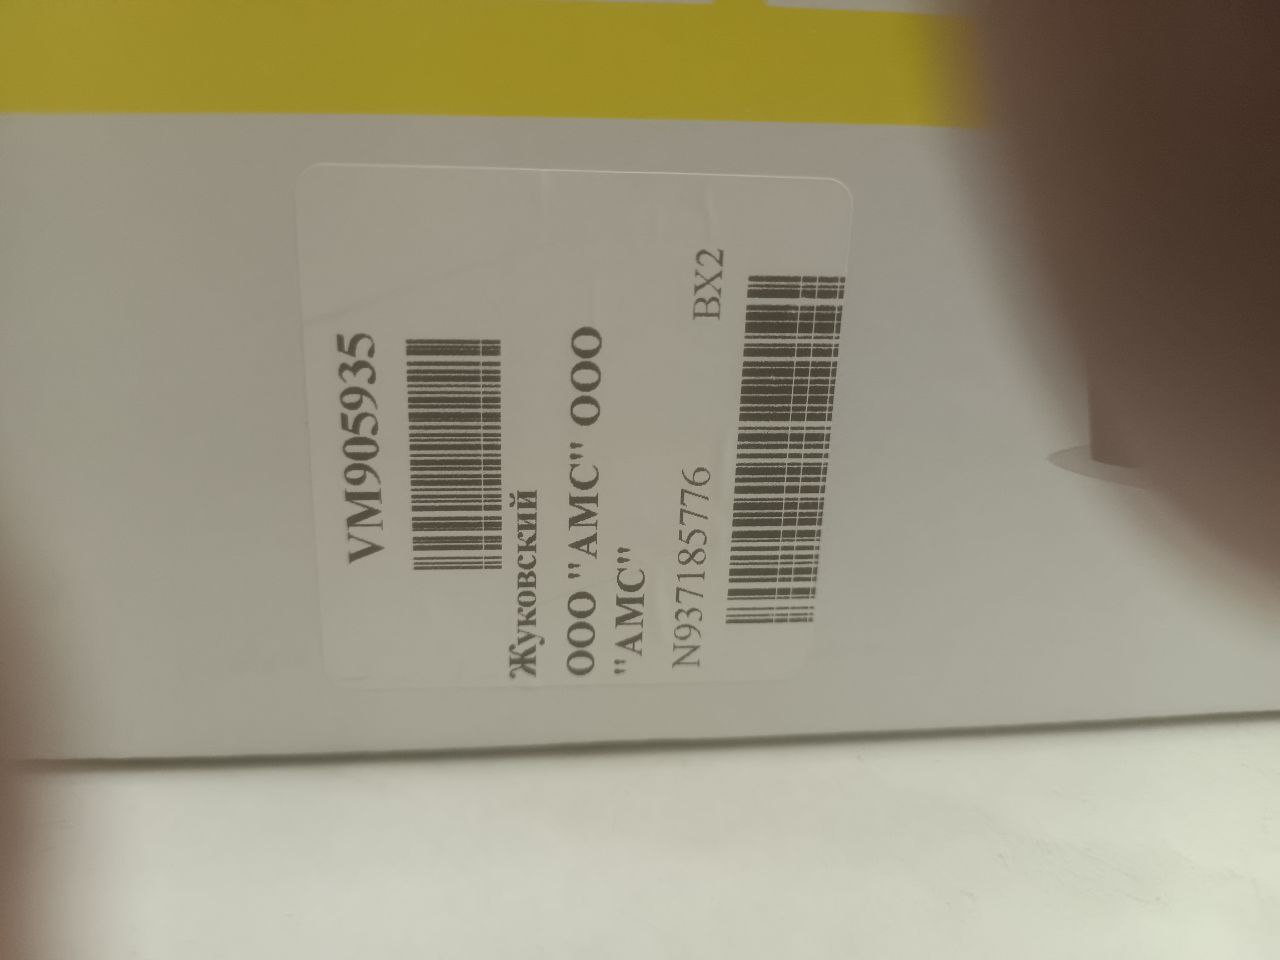 VM905935
Жуковский
ООО "АМС" ООО
"АМС"
N937185776 BX2